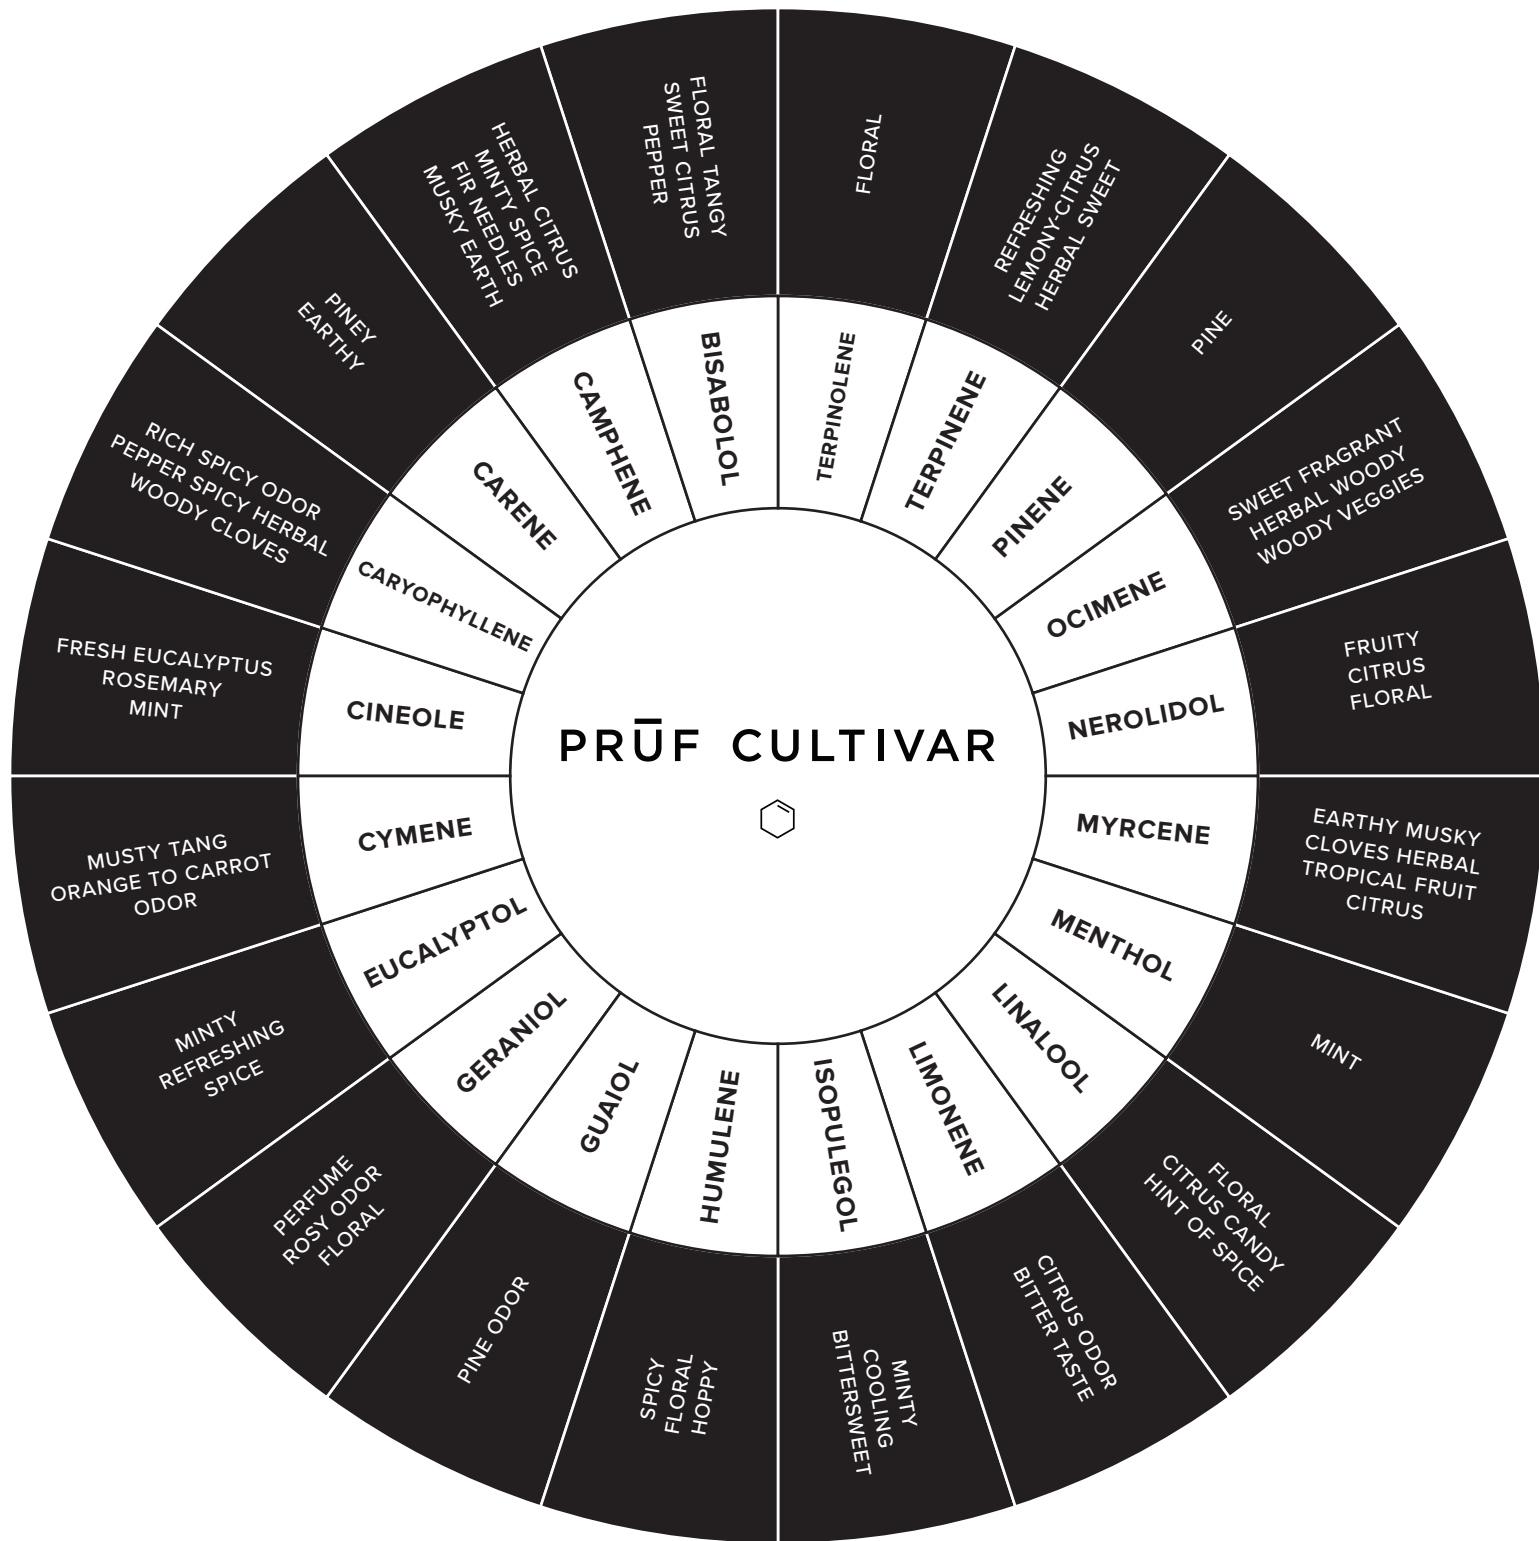 PRŪF CULTIVAR
TERPINOLENE
FLORAL
TERPINENE
REFRESHING
LEMONY-CITRUS
HERBAL SWEET
PINENE
PINE
OCIMENE
SWEET FRAGRANT
HERBAL WOODY
WOODY VEGGIES
NEROLIDOL
FRUITY
CITRUS
FLORAL
MYRCENE
EARTHY MUSKY
CLOVES HERBAL
TROPICAL FRUIT
CITRUS
MENTHOL
MINT
LINALOOL
FLORAL
CITRUS CANDY
HINT OF SPICE
LIMONENE
CITRUS ODOR
BITTER TASTE
ISOPULEGOL
MINTY
COOLING
BITTERSWEET
HUMULENE
SPICY
FLORAL
HOPPY
GUAIOL
PINE ODOR
GERANIOL
PERFUME
ROSY ODOR
FLORAL
EUCALYPTOL
MINTY
REFRESHING
SPICE
CYMENE
MUSTY TANG
ORANGE TO CARROT
ODOR
CINEOLE
FRESH EUCALYPTUS
ROSEMARY
MINT
CARYOPHYLLENE
RICH SPICY ODOR
PEPPER SPICY HERBAL
WOODY CLOVES
CARENE
PINEY
EARTHY
CAMPHENE
HERBAL CITRUS
MINTY SPICE
FIR NEEDLES
MUSKY EARTH
BISABOLOL
FLORAL TANGY
SWEET CITRUS
PEPPER